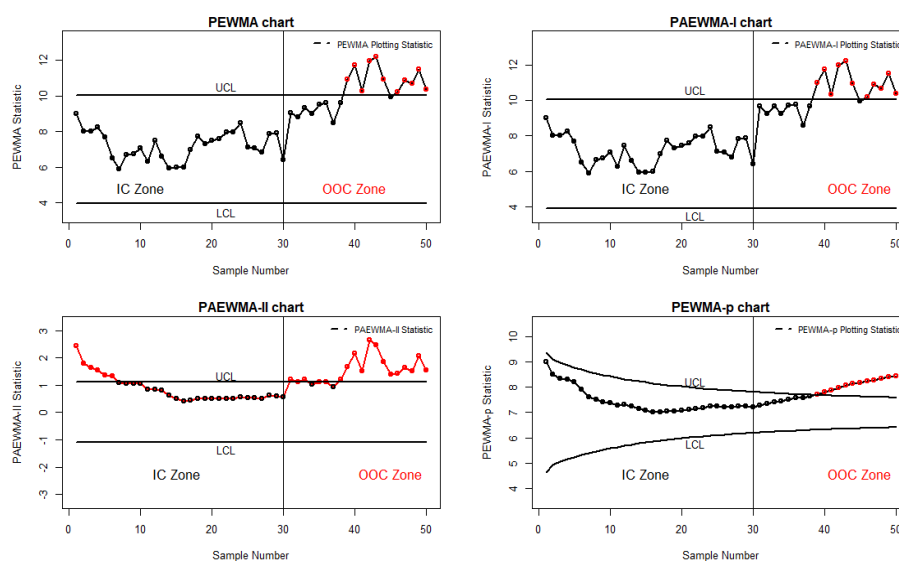 PEWMA chart
PEWMA Statistic
4 6 8 10 12
PEWMA Plotting Statistic
UCL
IC Zone
OOC Zone
LCL
0 10 20 30 40 50
Sample Number
PAEWMA-I chart
PAEWMA-I Statistic
4 6 8 10 12
PAEWMA-I Plotting Statistic
UCL
IC Zone
OOC Zone
LCL
0 10 20 30 40 50
Sample Number
PAEWMA-II chart
PAEWMA-II Statistic
-3 -2 -1 0 1 2 3
PAEWMA-II Statistic
UCL
LCL
IC Zone
OOC Zone
0 10 20 30 40 50
Sample Number
PEWMA-p chart
PEWMA-p Statistic
4 5 6 7 8 9 10
PEWMA-p Plotting Statistic
UCL
LCL
IC Zone
OOC Zone
0 10 20 30 40 50
Sample Number